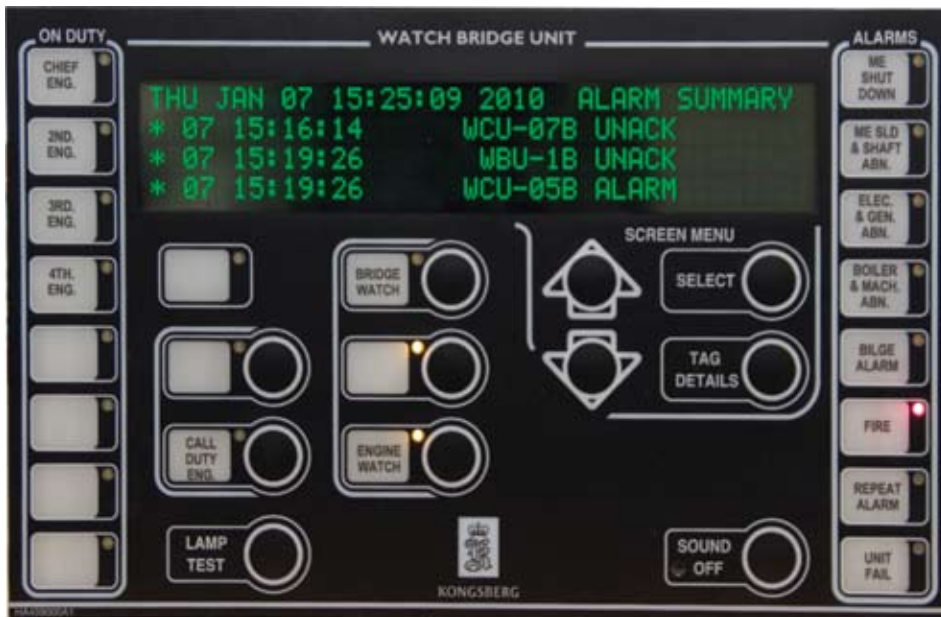 ON DUTY
WATCH BRIDGE UNIT
ALARMS
THU JAN 07 15:25:09 2010 ALARM SUMMARY
* 07 15:16:14 WCU-07B UNACK
* 07 15:19:26 WBU-1B UNACK
* 07 15:19:26 WCU-05B ALARM
CHIEF
ENG.
2ND.
ENG.
3RD.
ENG.
4TH.
ENG.
BRIDGE
WATCH
CALL
DUTY
ENG.
ENGINE
WATCH
LAMP
TEST
SCREEN MENU
SELECT
TAG
DETAILS
SOUND
OFF
KONGSBERG
ME
SHUT
DOWN
ME SLD
& SHAFT
ABN.
ELEC.
& GEN.
ABN.
BOILER
& MACH.
ABN.
BILGE
ALARM
FIRE
REPEAT
ALARM
UNIT
FAIL